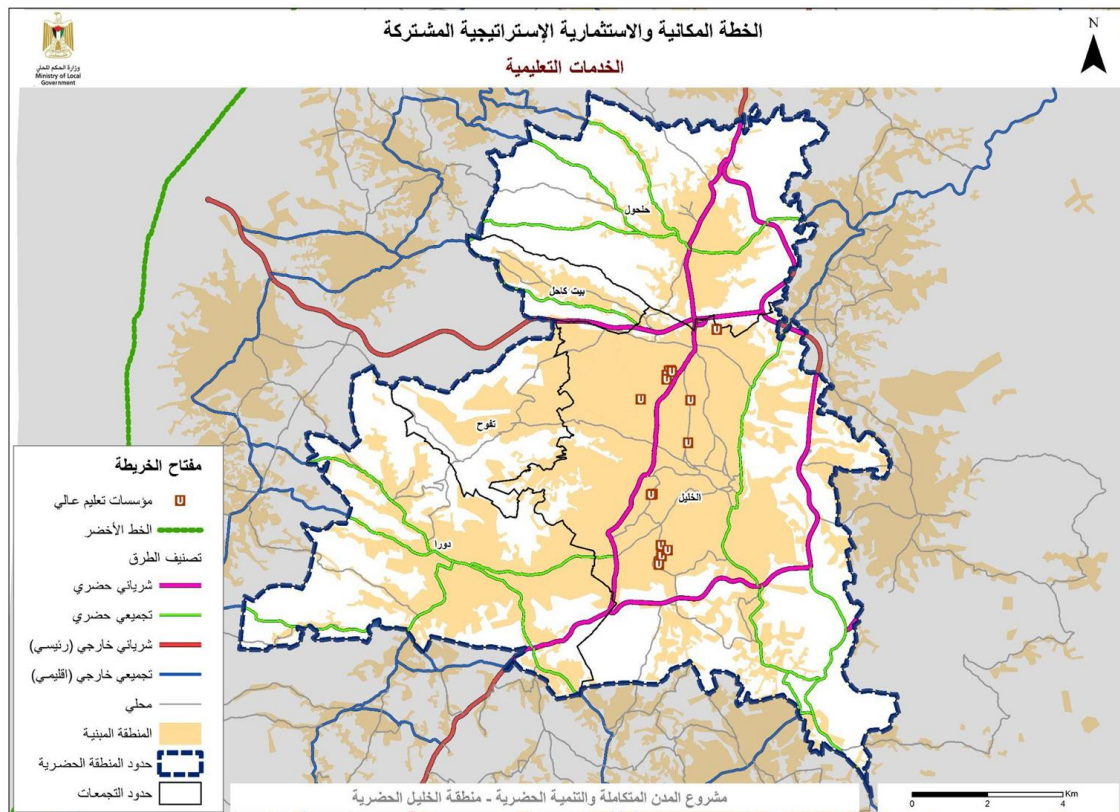 الخطة المكانية والاستثمارية الإستراتيجية المشتركة
الخدمات التعليمية
وزارة الحكم المحلي
Ministry of Local
Government
N
حلحول
بيت كاحل
تفوح
الخليل
دورا
مفتاح الخريطة
مؤسسات تعليم عالي
الخط الأخضر
تصنيف الطرق
شرياني حضري
تجميعي حضري
شرياني خارجي (رئيسي)
تجميعي خارجي (اقليمي)
محلي
المنطقة المبنية
حدود المنطقة الحضرية
حدود التجمعات
مشروع المدن المتكاملة والتنمية الحضرية - منطقة الخليل الحضرية
Km
0 2 4
U
U
U
U
U
U
U
U
U
U
U